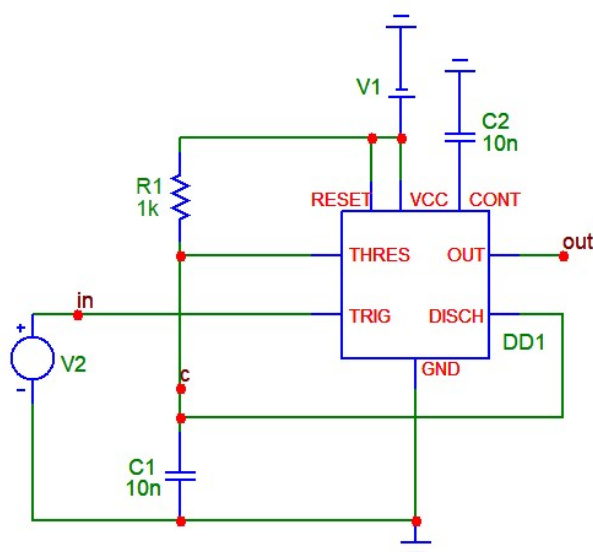 V1
C2
10n
R1
1k
RESET
VCC
CONT
THRES
OUT
out
in
TRIG
DISCH
+
V2
-
DD1
GND
c
C1
10n